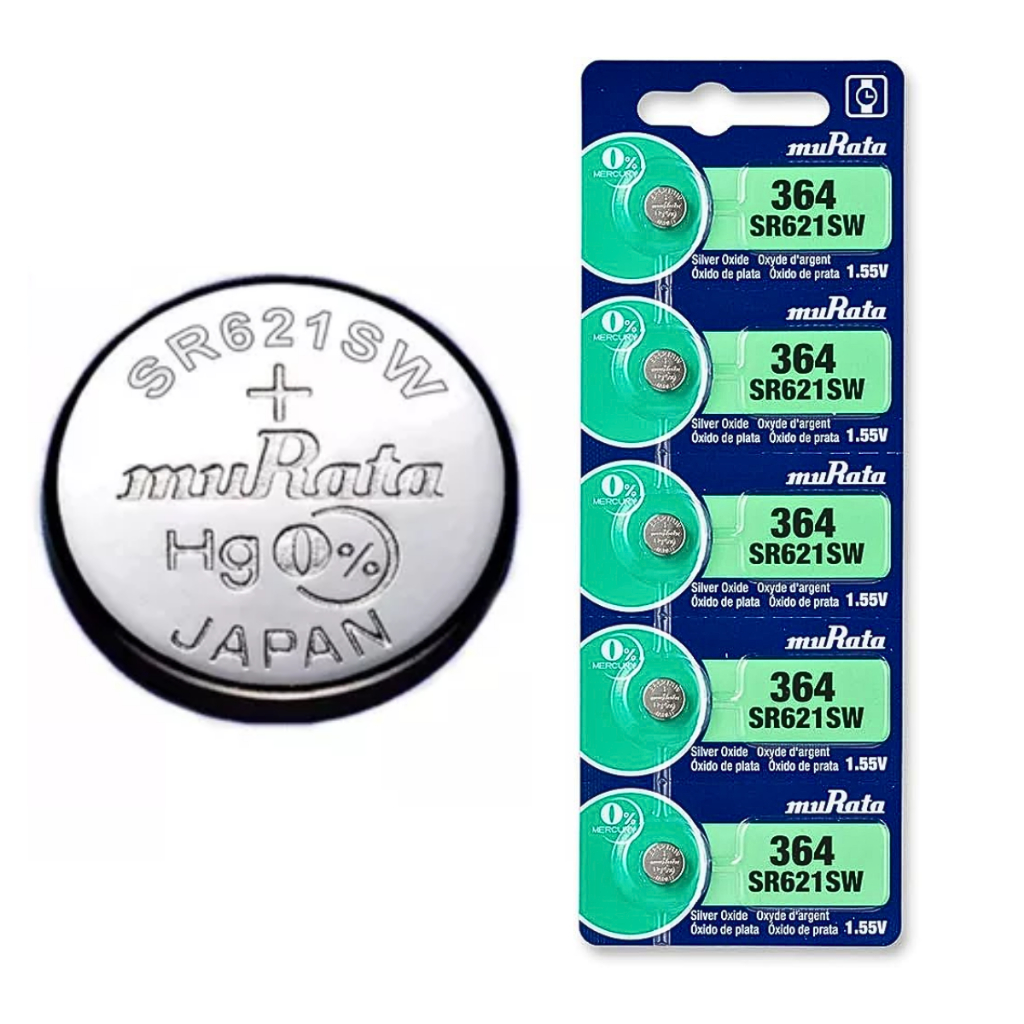 SR621SW
+
muRata
Hg 0%
JAPAN
muRata
0%
MERCURY
364
SR621SW
Silver Oxide Oxyde d'argent
Óxido de plata Óxido de prata 1.55V
muRata
0%
MERCURY
364
SR621SW
Silver Oxide Oxyde d'argent
Óxido de plata Óxido de prata 1.55V
muRata
0%
MERCURY
364
SR621SW
Silver Oxide Oxyde d'argent
Óxido de plata Óxido de prata 1.55V
muRata
0%
MERCURY
364
SR621SW
Silver Oxide Oxyde d'argent
Óxido de plata Óxido de prata 1.55V
muRata
0%
MERCURY
364
SR621SW
Silver Oxide Oxyde d'argent
Óxido de plata Óxido de prata 1.55V